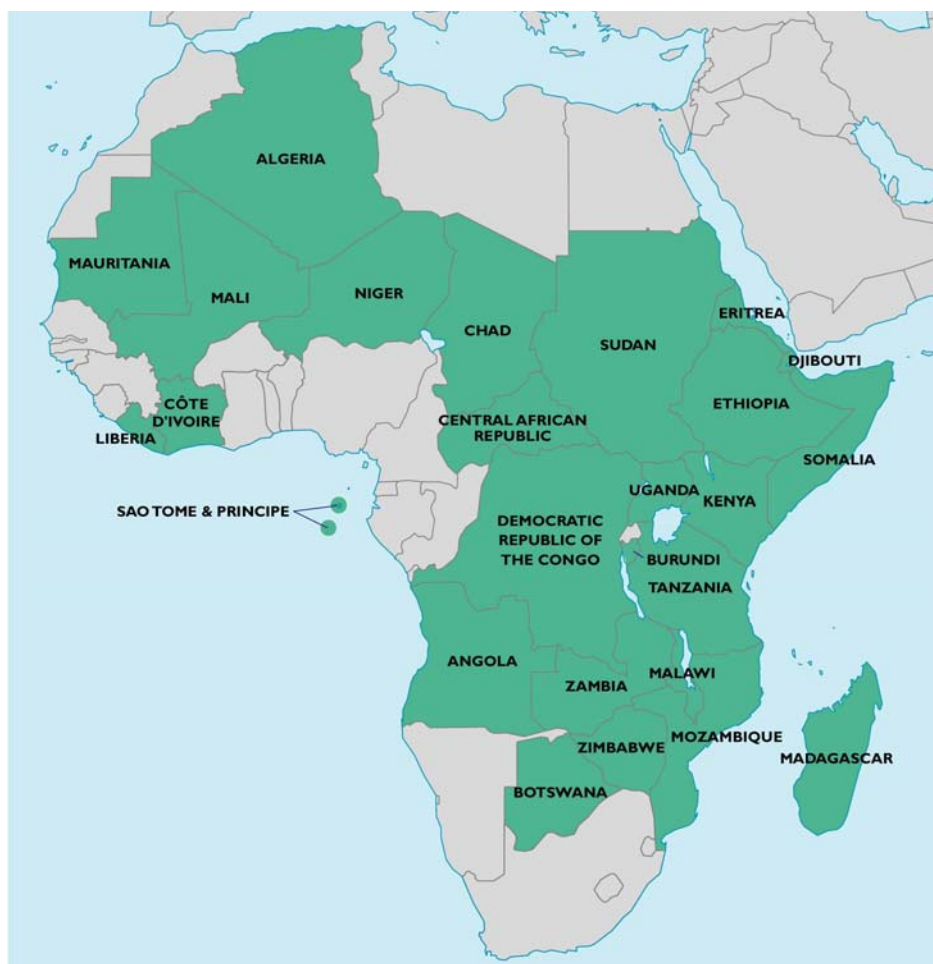 ALGERIA
MAURITANIA
MALI
NIGER
CHAD
SUDAN
ERITREA
DJIBOUTI
ETHIOPIA
CÔTE
D'IVOIRE
LIBERIA
CENTRAL AFRICAN
REPUBLIC
SOMALIA
UGANDA
KENYA
SAO TOME & PRINCIPE
DEMOCRATIC
REPUBLIC OF
THE CONGO
BURUNDI
TANZANIA
ANGOLA
ZAMBIA
MALAWI
MOZAMBIQUE
ZIMBABWE
MADAGASCAR
BOTSWANA